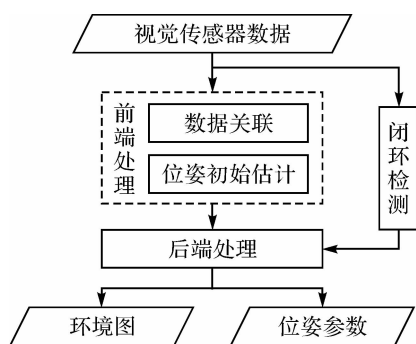 视觉传感器数据
前端处理
数据关联
位姿初始估计
闭环检测
后端处理
环境图
位姿参数